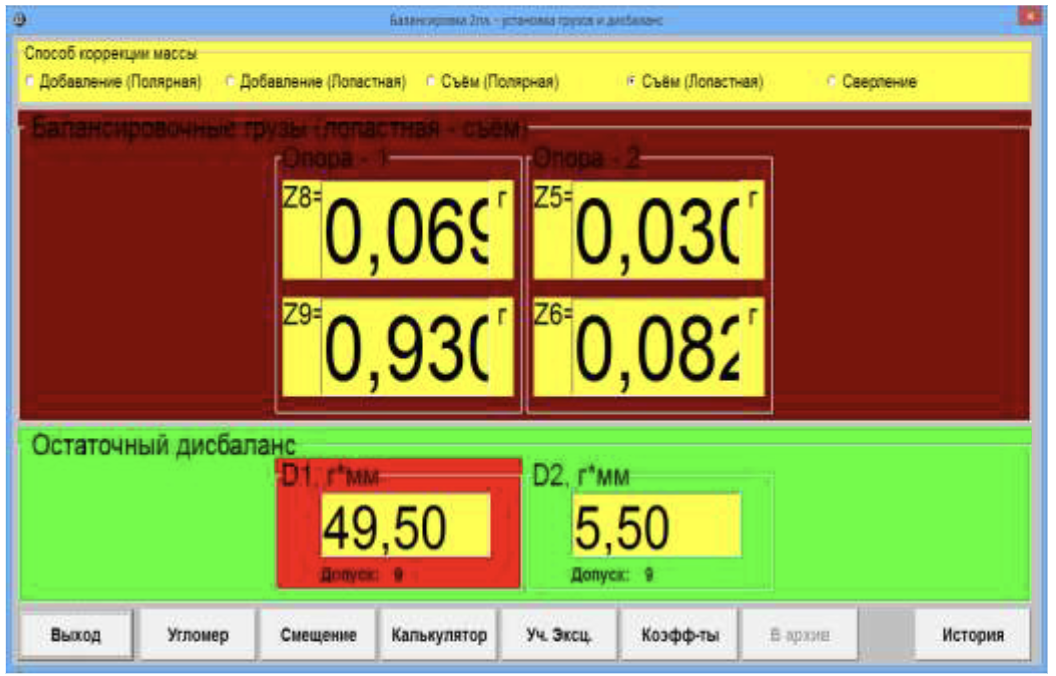 Балансировка 2пл. - установка грузов и дисбаланс
Способ коррекции массы
Добавление (Полярная) Добавление (Лопастная) Съём (Полярная) Съём (Лопастная) Сверление
Балансировочные грузы (лопастная - съём)
Опора - 1 Опора - 2
Z8= 0,069 г Z5= 0,030 г
Z9= 0,930 г Z6= 0,082 г
Остаточный дисбаланс
D1, г*мм D2, г*мм
49,50 5,50
Допуск: 9 Допуск: 9
Выход Угломер Смещение Калькулятор Уч. Эксц. Коэфф-ты В архив История